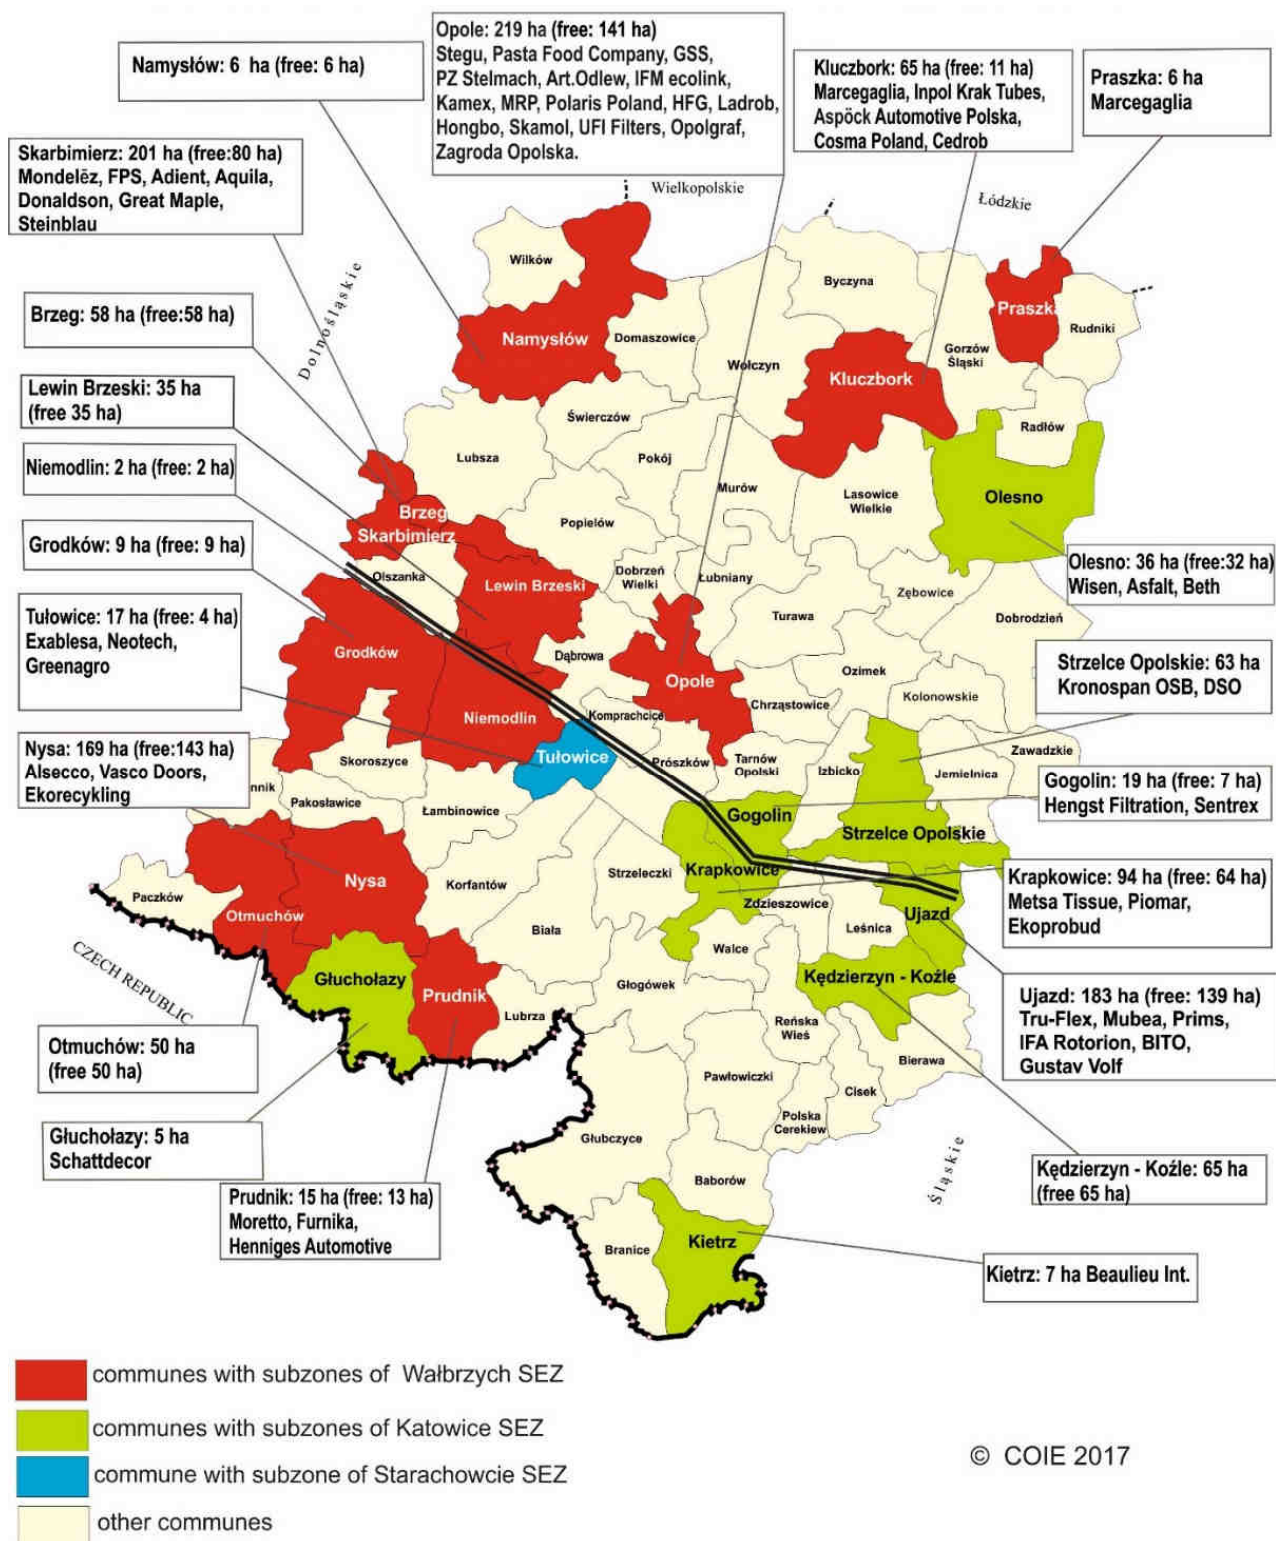 Namysłów: 6 ha (free: 6 ha)
Opole: 219 ha (free: 141 ha)
Stegu, Pasta Food Company, GSS,
PZ Stelmach, Art.Odlew, IFM ecolink,
Kamex, MRP, Polaris Poland, HFG, Ladrob,
Hongbo, Skamol, UFI Filters, Opolgraf,
Zagroda Opolska.
Kluczbork: 65 ha (free: 11 ha)
Marcegaglia, Inpol Krak Tubes,
Aspöck Automotive Polska,
Cosma Poland, Cedrob
Praszka: 6 ha
Marcegaglia
Skarbimierz: 201 ha (free:80 ha)
Mondelēz, FPS, Adient, Aquila,
Donaldson, Great Maple,
Steinblau
Brzeg: 58 ha (free:58 ha)
Lewin Brzeski: 35 ha
(free 35 ha)
Niemodlin: 2 ha (free: 2 ha)
Grodków: 9 ha (free: 9 ha)
Tułowice: 17 ha (free: 4 ha)
Exablesa, Neotech,
Greenagro
Nysa: 169 ha (free:143 ha)
Alsecco, Vasco Doors,
Ekorecykling
Otmuchów: 50 ha
(free 50 ha)
Głuchołazy: 5 ha
Schattdecor
Prudnik: 15 ha (free: 13 ha)
Moretto, Furnika,
Henniges Automotive
Olesno: 36 ha (free:32 ha)
Wisen, Asfalt, Beth
Strzelce Opolskie: 63 ha
Kronospan OSB, DSO
Gogolin: 19 ha (free: 7 ha)
Hengst Filtration, Sentrex
Krapkowice: 94 ha (free: 64 ha)
Metsa Tissue, Piomar,
Ekoprobud
Ujazd: 183 ha (free: 139 ha)
Tru-Flex, Mubea, Prims,
IFA Rotorion, BITO,
Gustav Volf
Kędzierzyn - Koźle: 65 ha
(free 65 ha)
Kietrz: 7 ha Beaulieu Int.
Wielkopolskie
Łódzkie
Dolnośląskie
CZECH REPUBLIC
Śląskie
Wilków
Namysłów
Domaszowice
Wołczyn
Byczyna
Kluczbork
Gorzów
Śląski
Praszka
Rudniki
Radłów
Olesno
Świerczów
Lubsza
Pokój
Murów
Lasowice
Wielkie
Brzeg
Skarbimierz
Popielów
Olszanka
Lewin Brzeski
Dobrzeń
Wielki
Łubniany
Zębowice
Dobrodzień
Turawa
Grodków
Dąbrowa
Opole
Ozimek
Kolonowskie
Niemodlin
Komprachcice
Chrząstowice
Skoroszyce
Tułowice
Prószków
Tarnów
Opolski
Izbicko
Jemielnica
Zawadzkie
nnik
Pakosławice
Łambinowice
Gogolin
Strzelce Opolskie
Nysa
Korfantów
Strzeleczki
Krapkowice
Paczków
Otmuchów
Zdzieszowice
Ujazd
Leśnica
Biała
Walce
Głuchołazy
Prudnik
Lubrza
Głogówek
Kędzierzyn - Koźle
Reńska
Wieś
Bierawa
Pawłowiczki
Cisek
Polska
Cerekiew
Głubczyce
Baborów
Branice
Kietrz
communes with subzones of Wałbrzych SEZ
communes with subzones of Katowice SEZ
commune with subzone of Starachowcie SEZ
other communes
© COIE 2017